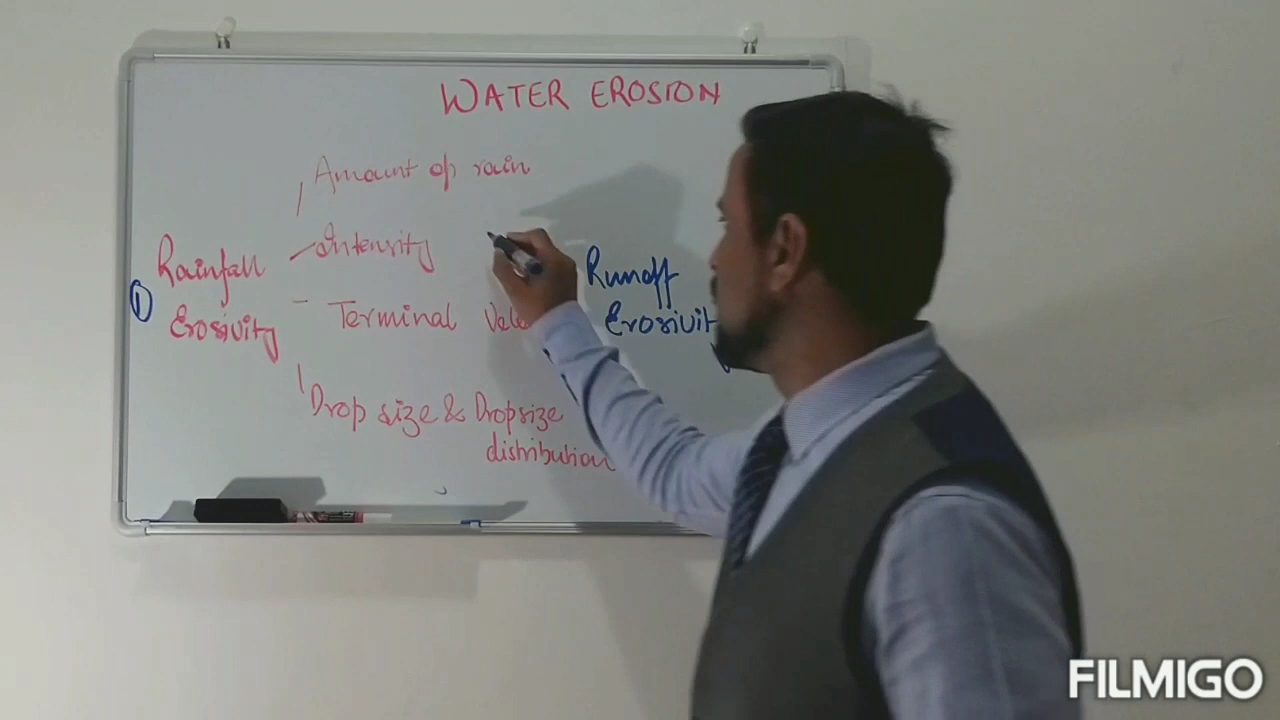 WATER EROSION
Amount of rain
Intensity
① Rainfall
Erosivity
Terminal
Drop size & Dropsize
distribution
Runoff
Erosivit
FILMIGO